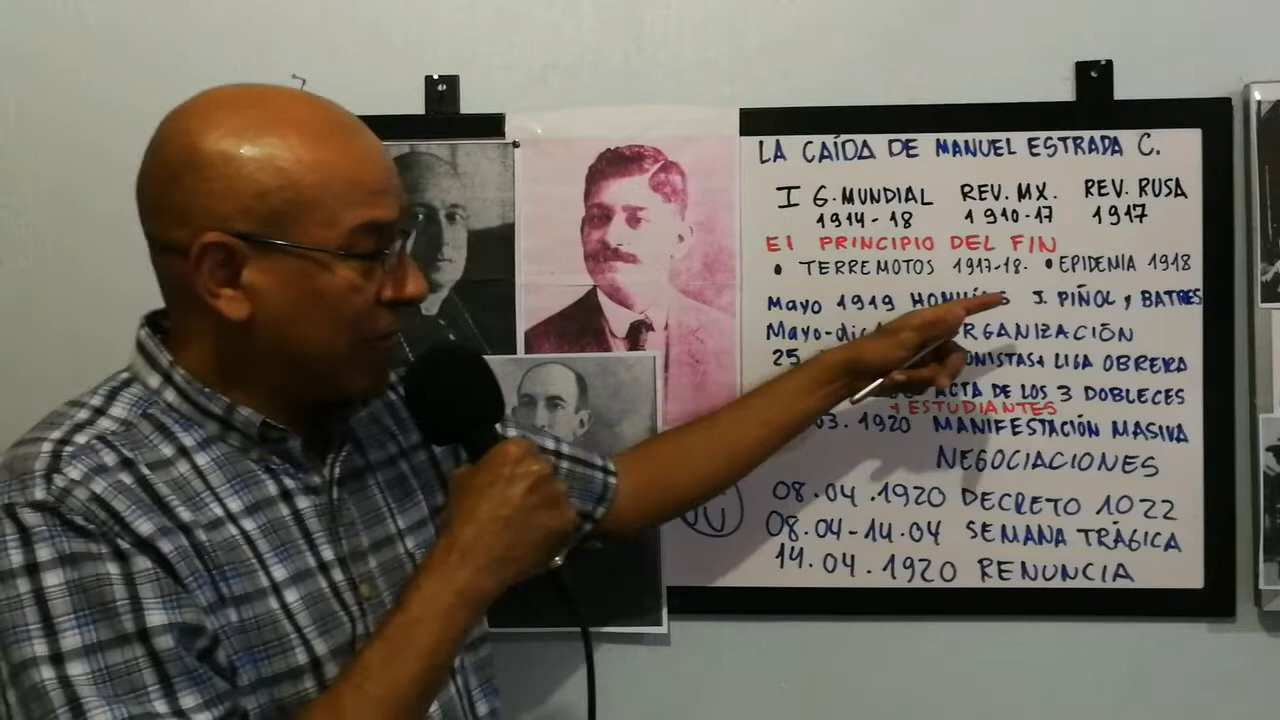 LA CAÍDA DE MANUEL ESTRADA C.
I G. MUNDIAL REV. MX. REV. RUSA
1914-18 1910-17 1917
El PRINCIPIO DEL FIN
• TERREMOTOS 1917-18. • EPIDEMIA 1918
Mayo 1919 J. PIÑOL y BATRES
25 LIGA OBRERA
ACTA DE LOS 3 DOBLECES
+ ESTUDIANTES
03. 1920 MANIFESTACIÓN MASIVA
NEGOCIACIONES
08.04.1920 DECRETO 1022
08.04-14.04 SEMANA TRÁGICA
14.04.1920 RENUNCIA